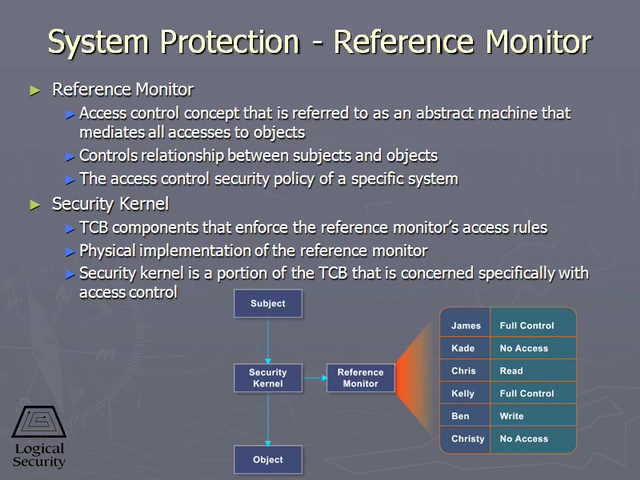 System Protection - Reference Monitor
Reference Monitor
Access control concept that is referred to as an abstract machine that
mediates all accesses to objects
Controls relationship between subjects and objects
The access control security policy of a specific system
Security Kernel
TCB components that enforce the reference monitor's access rules
Physical implementation of the reference monitor
Security kernel is a portion of the TCB that is concerned specifically with
access control
Subject
Security
Kernel
Reference
Monitor
Object
James Full Control
Kade No Access
Chris Read
Kelly Full Control
Ben Write
Christy No Access
Logical
Security